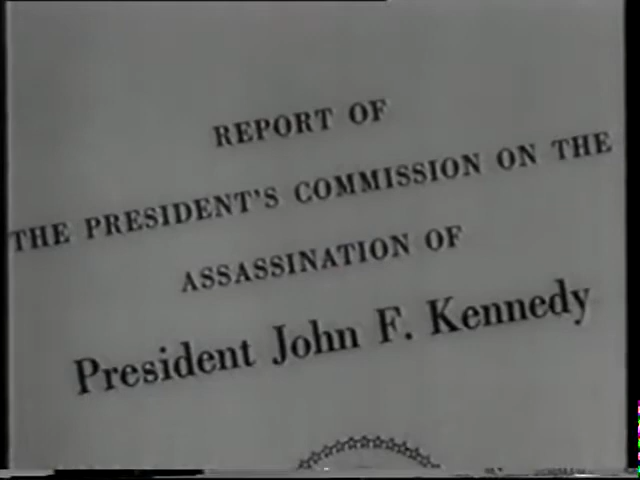 REPORT OF
THE PRESIDENT'S COMMISSION ON THE
ASSASSINATION OF
President John F. Kennedy